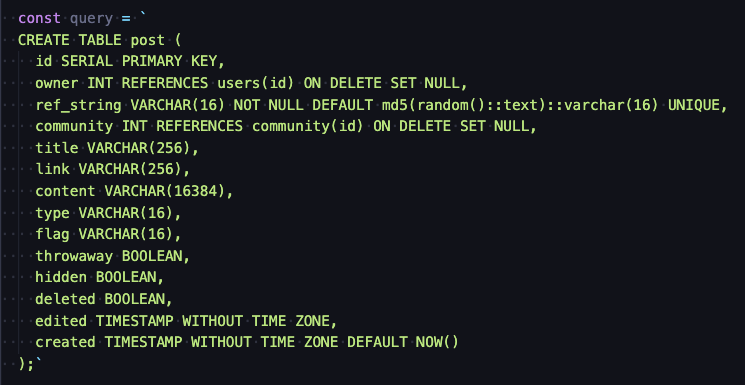 const query = `
CREATE TABLE post (
id SERIAL PRIMARY KEY,
owner INT REFERENCES users(id) ON DELETE SET NULL,
ref_string VARCHAR(16) NOT NULL DEFAULT md5(random()::text)::varchar(16) UNIQUE,
community INT REFERENCES community(id) ON DELETE SET NULL,
title VARCHAR(256),
link VARCHAR(256),
content VARCHAR(16384),
type VARCHAR(16),
flag VARCHAR(16),
throwaway BOOLEAN,
hidden BOOLEAN,
deleted BOOLEAN,
edited TIMESTAMP WITHOUT TIME ZONE,
created TIMESTAMP WITHOUT TIME ZONE DEFAULT NOW()
);`